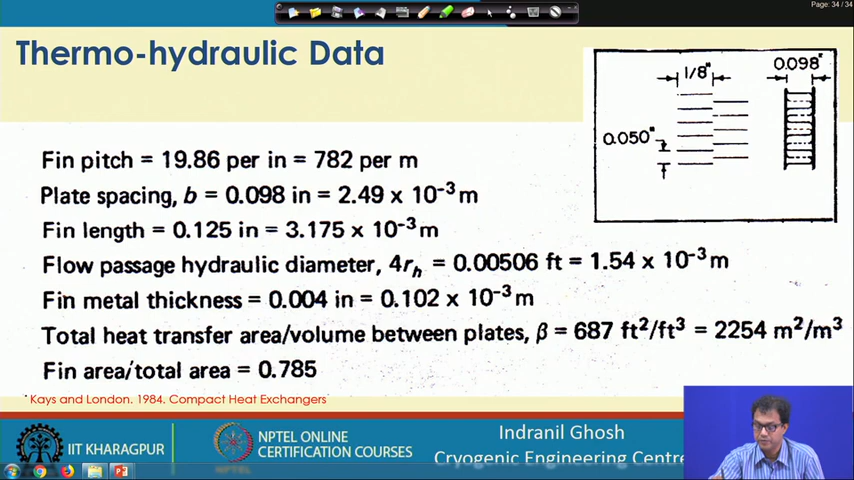 Page: 34 / 34
Thermo-hydraulic Data
1/8"
0.098"
0.050"
Fin pitch = 19.86 per in = 782 per m
Plate spacing, b = 0.098 in = 2.49 x 10⁻³ m
Fin length = 0.125 in = 3.175 x 10⁻³ m
Flow passage hydraulic diameter, 4rₕ = 0.00506 ft = 1.54 x 10⁻³ m
Fin metal thickness = 0.004 in = 0.102 x 10⁻³ m
Total heat transfer area/volume between plates, β = 687 ft²/ft³ = 2254 m²/m³
Fin area/total area = 0.785
Kays and London. 1984. Compact Heat Exchangers
IIT KHARAGPUR
NPTEL ONLINE
CERTIFICATION COURSES
Indranil Ghosh
Cryogenic Engineering Centre